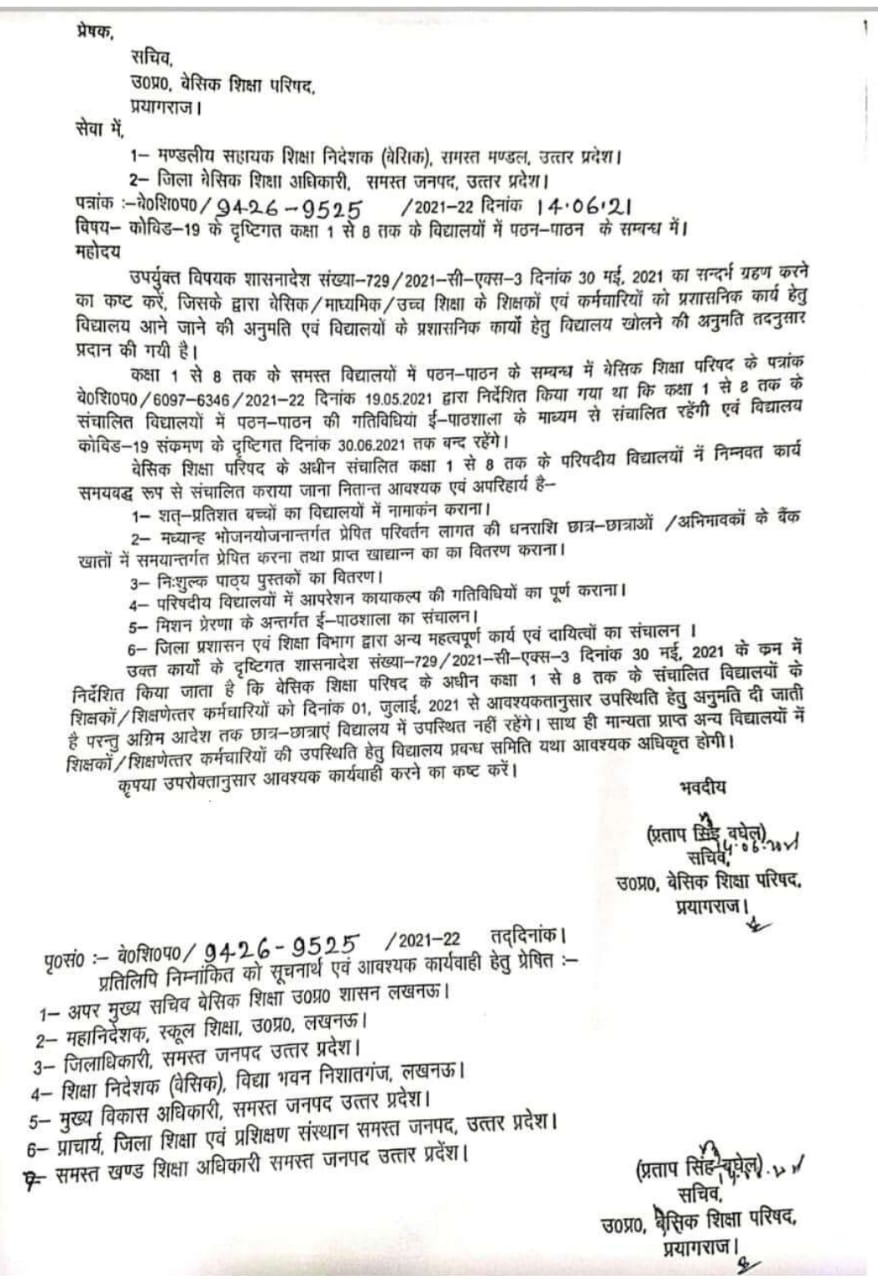 प्रेषक,
सचिव,
उ0प्र0, बेसिक शिक्षा परिषद,
प्रयागराज।
सेवा में,
1– मण्डलीय सहायक शिक्षा निदेशक (बेसिक), समस्त मण्डल, उत्तर प्रदेश।
2– जिला बेसिक शिक्षा अधिकारी, समस्त जनपद, उत्तर प्रदेश।
पत्रांक :–बे0शि0प0/ 9426-9525 /2021–22 दिनांक 14.06.21
विषय– कोविड–19 के दृष्टिगत कक्षा 1 से 8 तक के विद्यालयों में पठन–पाठन के सम्बन्ध में।
महोदय
उपर्युक्त विषयक शासनादेश संख्या–729/2021–सी–एक्स–3 दिनांक 30 मई, 2021 का सन्दर्भ ग्रहण करने
का कष्ट करें, जिसके द्वारा बेसिक/माध्यमिक/उच्च शिक्षा के शिक्षकों एवं कर्मचारियों को प्रशासनिक कार्य हेतु
विद्यालय आने जाने की अनुमति एवं विद्यालयों के प्रशासनिक कार्यो हेतु विद्यालय खोलने की अनुमति तदनुसार
प्रदान की गयी है।
कक्षा 1 से 8 तक के समस्त विद्यालयों में पठन–पाठन के सम्बन्ध में बेसिक शिक्षा परिषद के पत्रांक
बे0शि0प0/6097–6346/2021–22 दिनांक 19.05.2021 द्वारा निर्देशित किया गया था कि कक्षा 1 से 8 तक के
संचालित विद्यालयों में पठन–पाठन की गतिविधियां ई–पाठशाला के माध्यम से संचालित रहेंगी एवं विद्यालय
कोविड–19 संकमण के दृष्टिगत दिनांक 30.06.2021 तक बन्द रहेंगे।
बेसिक शिक्षा परिषद के अधीन संचालित कक्षा 1 से 8 तक के परिषदीय विद्यालयों में निम्नवत कार्य
समयबद्ध रूप से संचालित कराया जाना नितान्त आवश्यक एवं अपरिहार्य है–
1– शत्–प्रतिशत बच्चों का विद्यालयों में नामाकंन कराना।
2– मध्यान्ह भोजनयोजनान्तर्गत प्रेषित परिवर्तन लागत की धनराशि छात्र–छात्राओं /अभिभावकों के बैंक
खातों में समयान्तर्गत प्रेषित करना तथा प्राप्त खाद्यान्न का का वितरण कराना।
3– निःशुल्क पाठ्य पुस्तकों का वितरण।
4– परिषदीय विद्यालयों में आपरेशन कायाकल्प की गतिविधियों का पूर्ण कराना।
5– मिशन प्रेरणा के अन्तर्गत ई–पाठशाला का संचालन।
6– जिला प्रशासन एवं शिक्षा विभाग द्वारा अन्य महत्वपूर्ण कार्य एवं दायित्वों का संचालन ।
उक्त कार्यो के दृष्टिगत शासनादेश संख्या–729/2021–सी–एक्स–3 दिनांक 30 मई, 2021 के कम में
निर्देशित किया जाता है कि बेसिक शिक्षा परिषद के अधीन कक्षा 1 से 8 तक के संचालित विद्यालयों के
शिक्षकों/शिक्षणेत्तर कर्मचारियों को दिनांक 01, जुलाई, 2021 से आवश्यकतानुसार उपस्थिति हेतु अनुमति दी जाती
है परन्तु अग्रिम आदेश तक छात्र–छात्राएं विद्यालय में उपस्थित नहीं रहेंगे। साथ ही मान्यता प्राप्त अन्य विद्यालयों में
शिक्षकों/शिक्षणेत्तर कर्मचारियों की उपस्थिति हेतु विद्यालय प्रबन्ध समिति यथा आवश्यक अधिकृत होगी।
कृपया उपरोक्तानुसार आवश्यक कार्यवाही करने का कष्ट करें।
भवदीय
(प्रताप सिंह बघेल)
14.06.2021
सचिव,
उ0प्र0, बेसिक शिक्षा परिषद,
प्रयागराज।
पृ0सं0 :– बे0शि0प0/ 9426-9525 /2021–22 तद्दिनांक।
प्रतिलिपि निम्नांकित को सूचनार्थ एवं आवश्यक कार्यवाही हेतु प्रेषित :–
1– अपर मुख्य सचिव बेसिक शिक्षा उ0प्र0 शासन लखनऊ।
2– महानिदेशक, स्कूल शिक्षा, उ0प्र0, लखनऊ।
3– जिलाधिकारी, समस्त जनपद उत्तर प्रदेश।
4– शिक्षा निदेशक (बेसिक), विद्या भवन निशातगंज, लखनऊ।
5– मुख्य विकास अधिकारी, समस्त जनपद उत्तर प्रदेश।
6– प्राचार्य, जिला शिक्षा एवं प्रशिक्षण संस्थान समस्त जनपद, उत्तर प्रदेश।
7– समस्त खण्ड शिक्षा अधिकारी समस्त जनपद उत्तर प्रदेश।
(प्रताप सिंह बघेल)
सचिव,
उ0प्र0, बेसिक शिक्षा परिषद,
प्रयागराज।